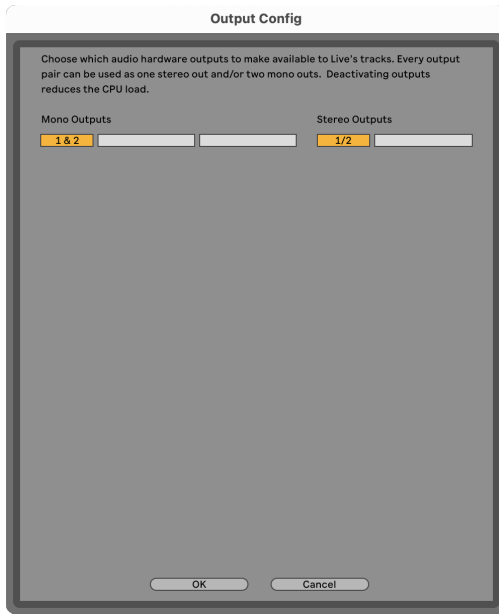 Output Config
Choose which audio hardware outputs to make available to Live's tracks. Every output
pair can be used as one stereo out and/or two mono outs.  Deactivating outputs
reduces the CPU load.
Mono Outputs
Stereo Outputs
1 & 2
1/2
OK
Cancel